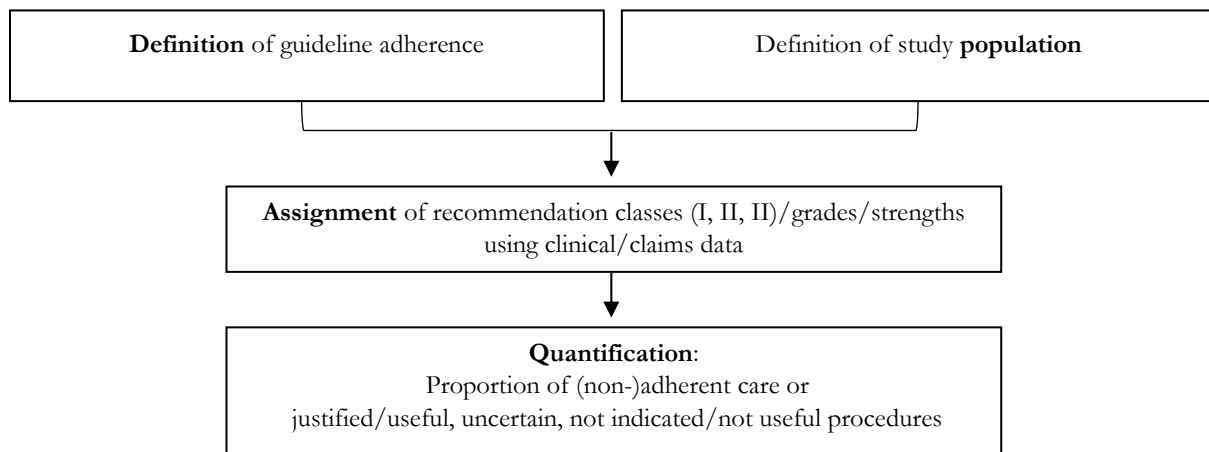 Definition of guideline adherence
Definition of study population
Assignment of recommendation classes (I, II, II)/grades/strengths
using clinical/claims data
Quantification:
Proportion of (non-)adherent care or
justified/useful, uncertain, not indicated/not useful procedures